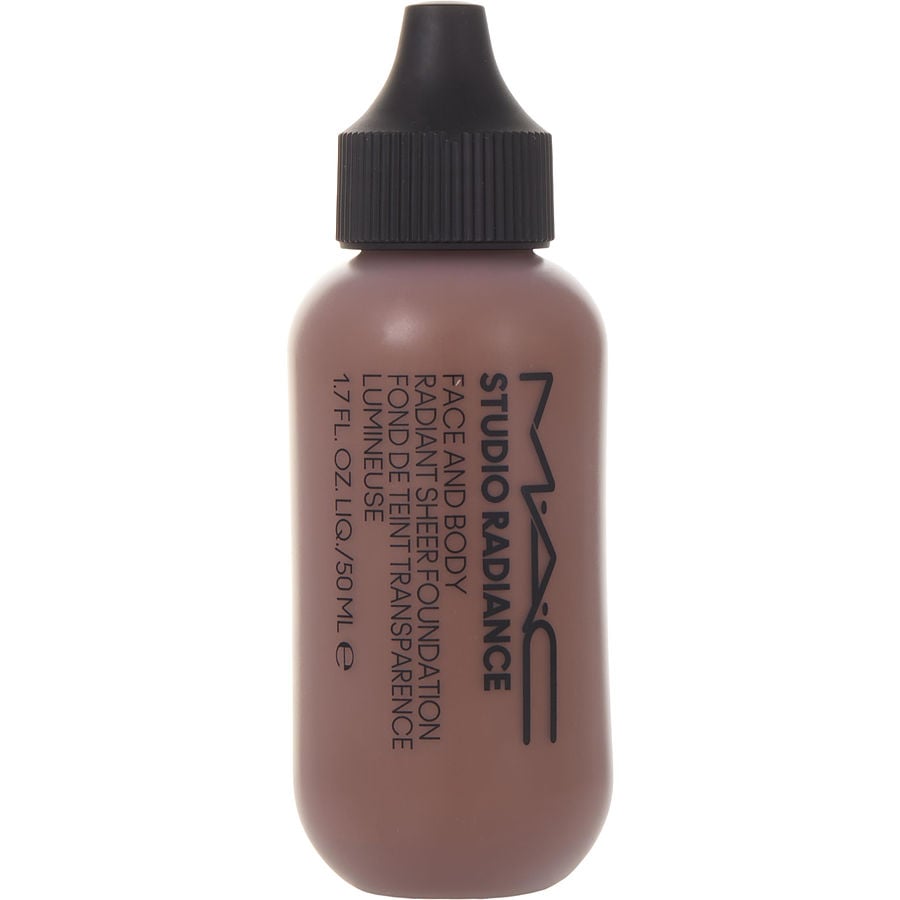 M·A·C
STUDIO RADIANCE
FACE AND BODY
RADIANT SHEER FOUNDATION
FOND DE TEINT TRANSPARENCE
LUMINEUSE
1.7 FL. OZ. LIQ./50 ML e